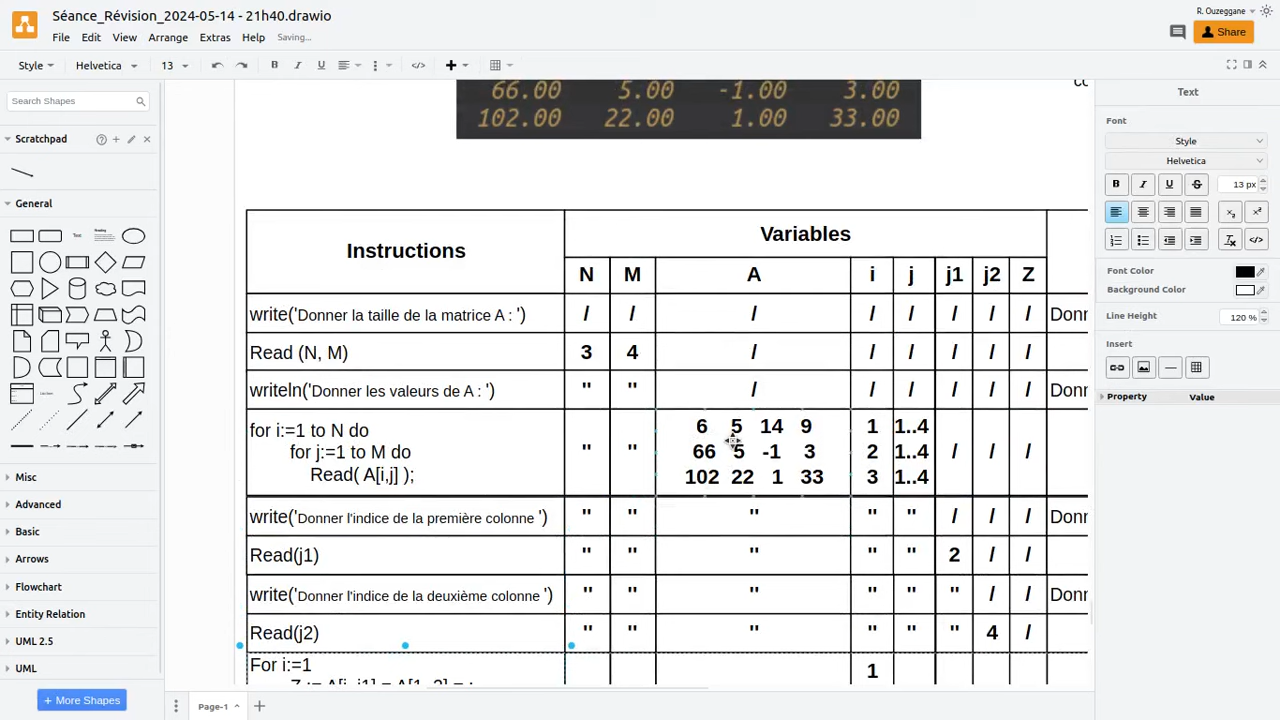 Séance_Révision_2024-05-14 - 21h40.drawio
R. Ouzeggane
File Edit View Arrange Extras Help Saving...
Share
Style Helvetica 13 B I U
Search Shapes
Scratchpad
General
Text
Heading
List Item
Misc
Advanced
Basic
Arrows
Flowchart
Entity Relation
UML 2.5
UML
+ More Shapes
66.00 5.00 -1.00 3.00
102.00 22.00 1.00 33.00
Instructions Variables
N M A i j j1 j2 Z
write('Donner la taille de la matrice A : ') / / / / / / / / Donn
Read (N, M) 3 4 / / / / / /
writeln('Donner les valeurs de A : ') " " / / / / / / Donn
for i:=1 to N do 6 5 14 9 1 1..4
for j:=1 to M do " " 66 5 -1 3 2 1..4 / / /
Read( A[i,j] ); 102 22 1 33 3 1..4
write('Donner l'indice de la première colonne ') " " " " " / / / Donn
Read(j1) " " " " " 2 / /
write('Donner l'indice de la deuxième colonne ') " " " " " " / / Donn
Read(j2) " " " " " " 4 /
For i:=1 1
Page-1
Text
Font
Style
Helvetica
B I U S 13 px
Font Color
Background Color
Line Height 120 %
Insert
Property Value